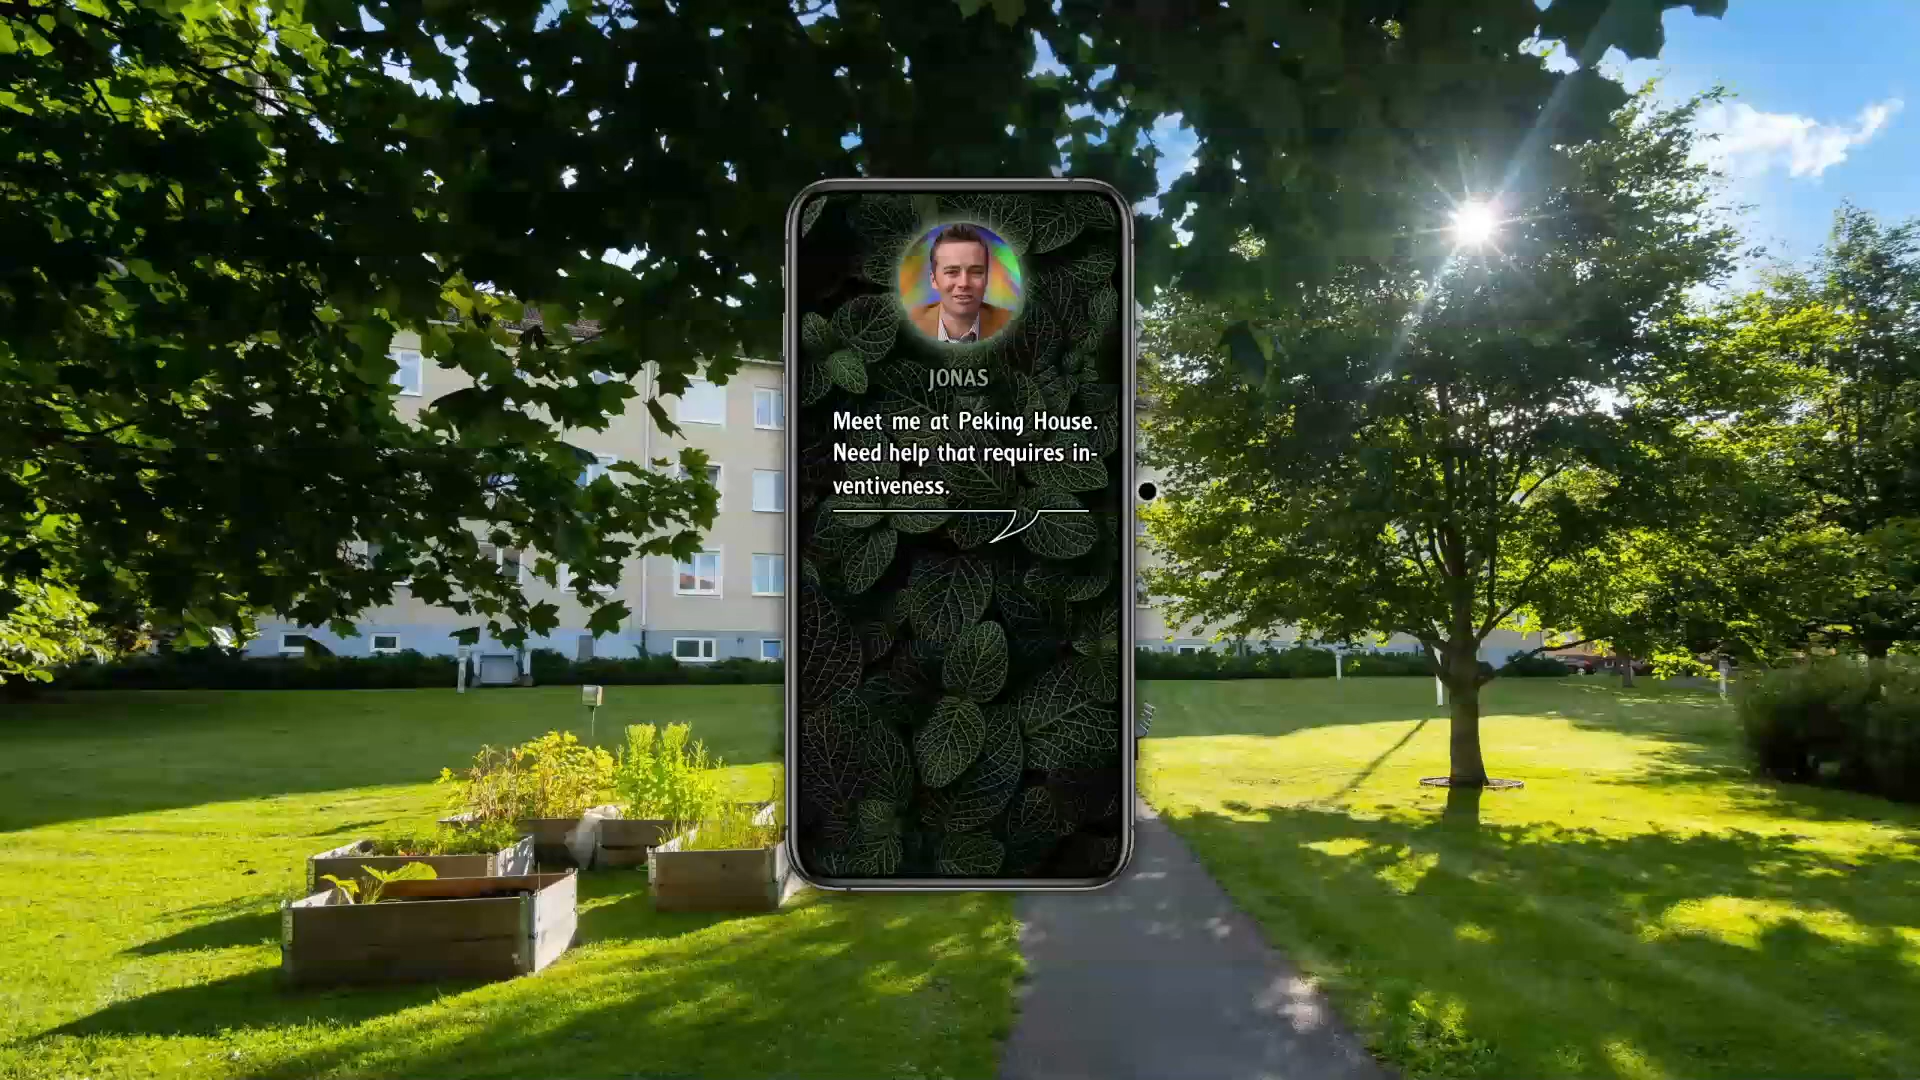 JONAS
Meet me at Peking House.
Need help that requires in-
ventiveness.